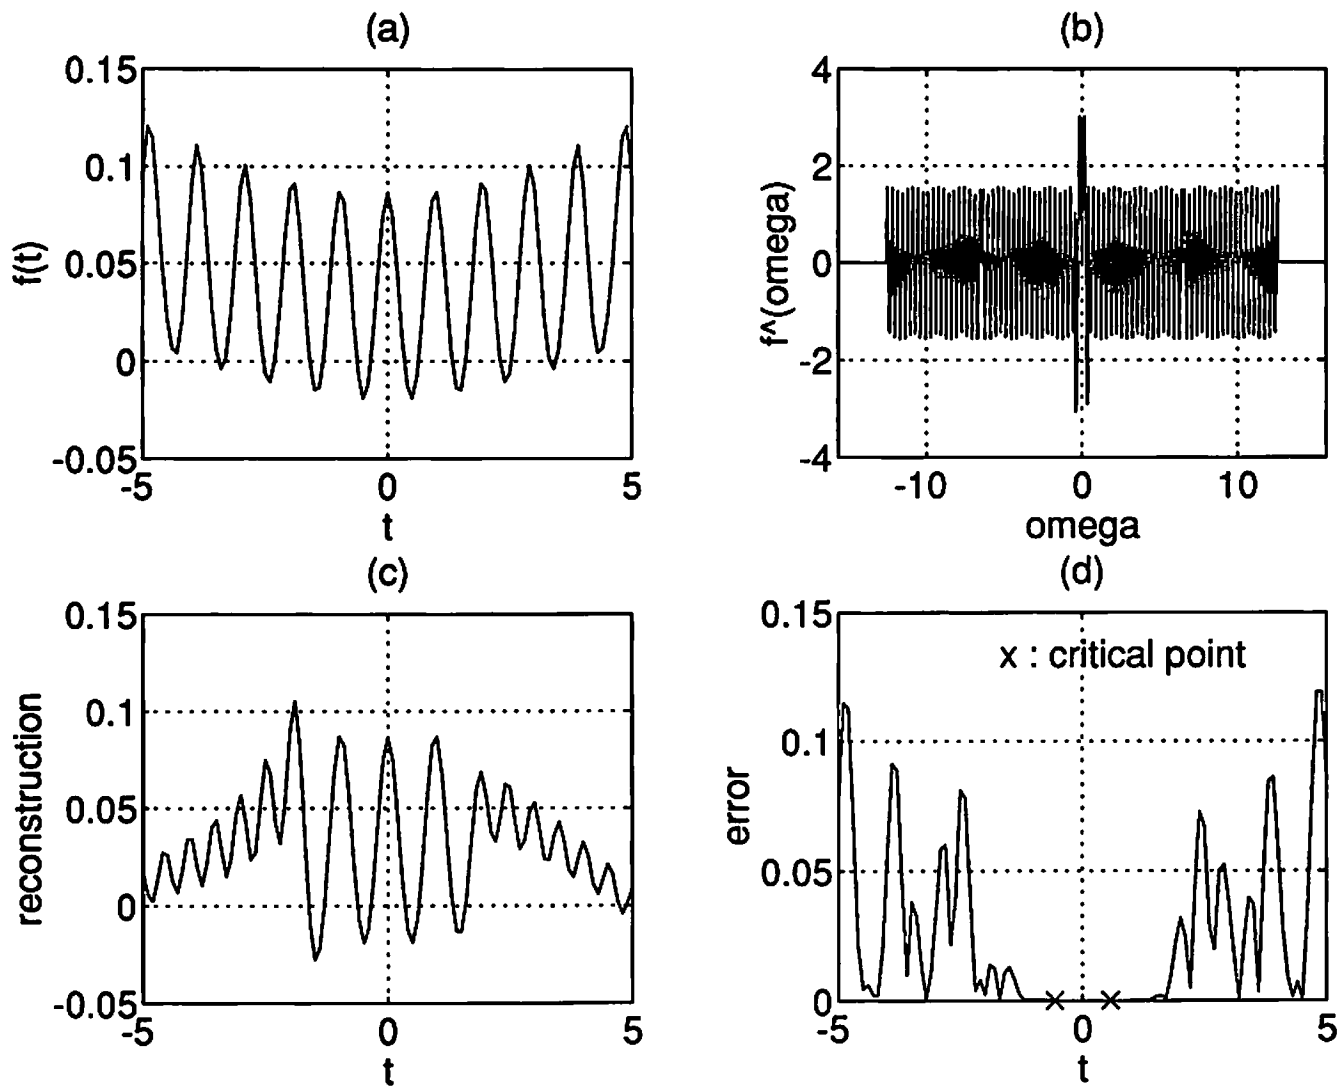 (a)
0.15
0.1
0.05
0
-0.05
f(t)
-5
0
5
t
(b)
4
2
0
-2
-4
f^(omega)
-10
0
10
omega
(c)
0.15
0.1
0.05
0
-0.05
reconstruction
-5
0
5
t
(d)
0.15
0.1
0.05
0
error
x : critical point
-5
0
5
t